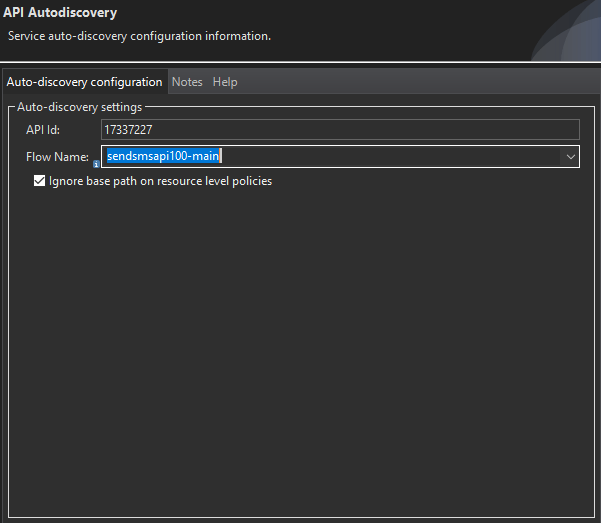 API Autodiscovery
Service auto-discovery configuration information.
Auto-discovery configuration Notes Help
Auto-discovery settings
API Id: 17337227
Flow Name: sendsmsapi100-main
Ignore base path on resource level policies